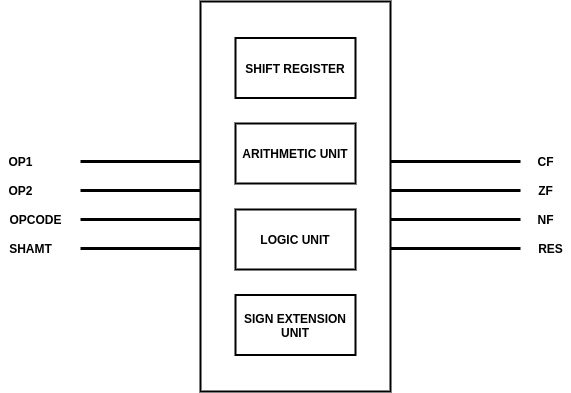 SHIFT REGISTER
ARITHMETIC UNIT
OP1
CF
OP2
ZF
OPCODE
NF
LOGIC UNIT
SHAMT
RES
SIGN EXTENSION
UNIT